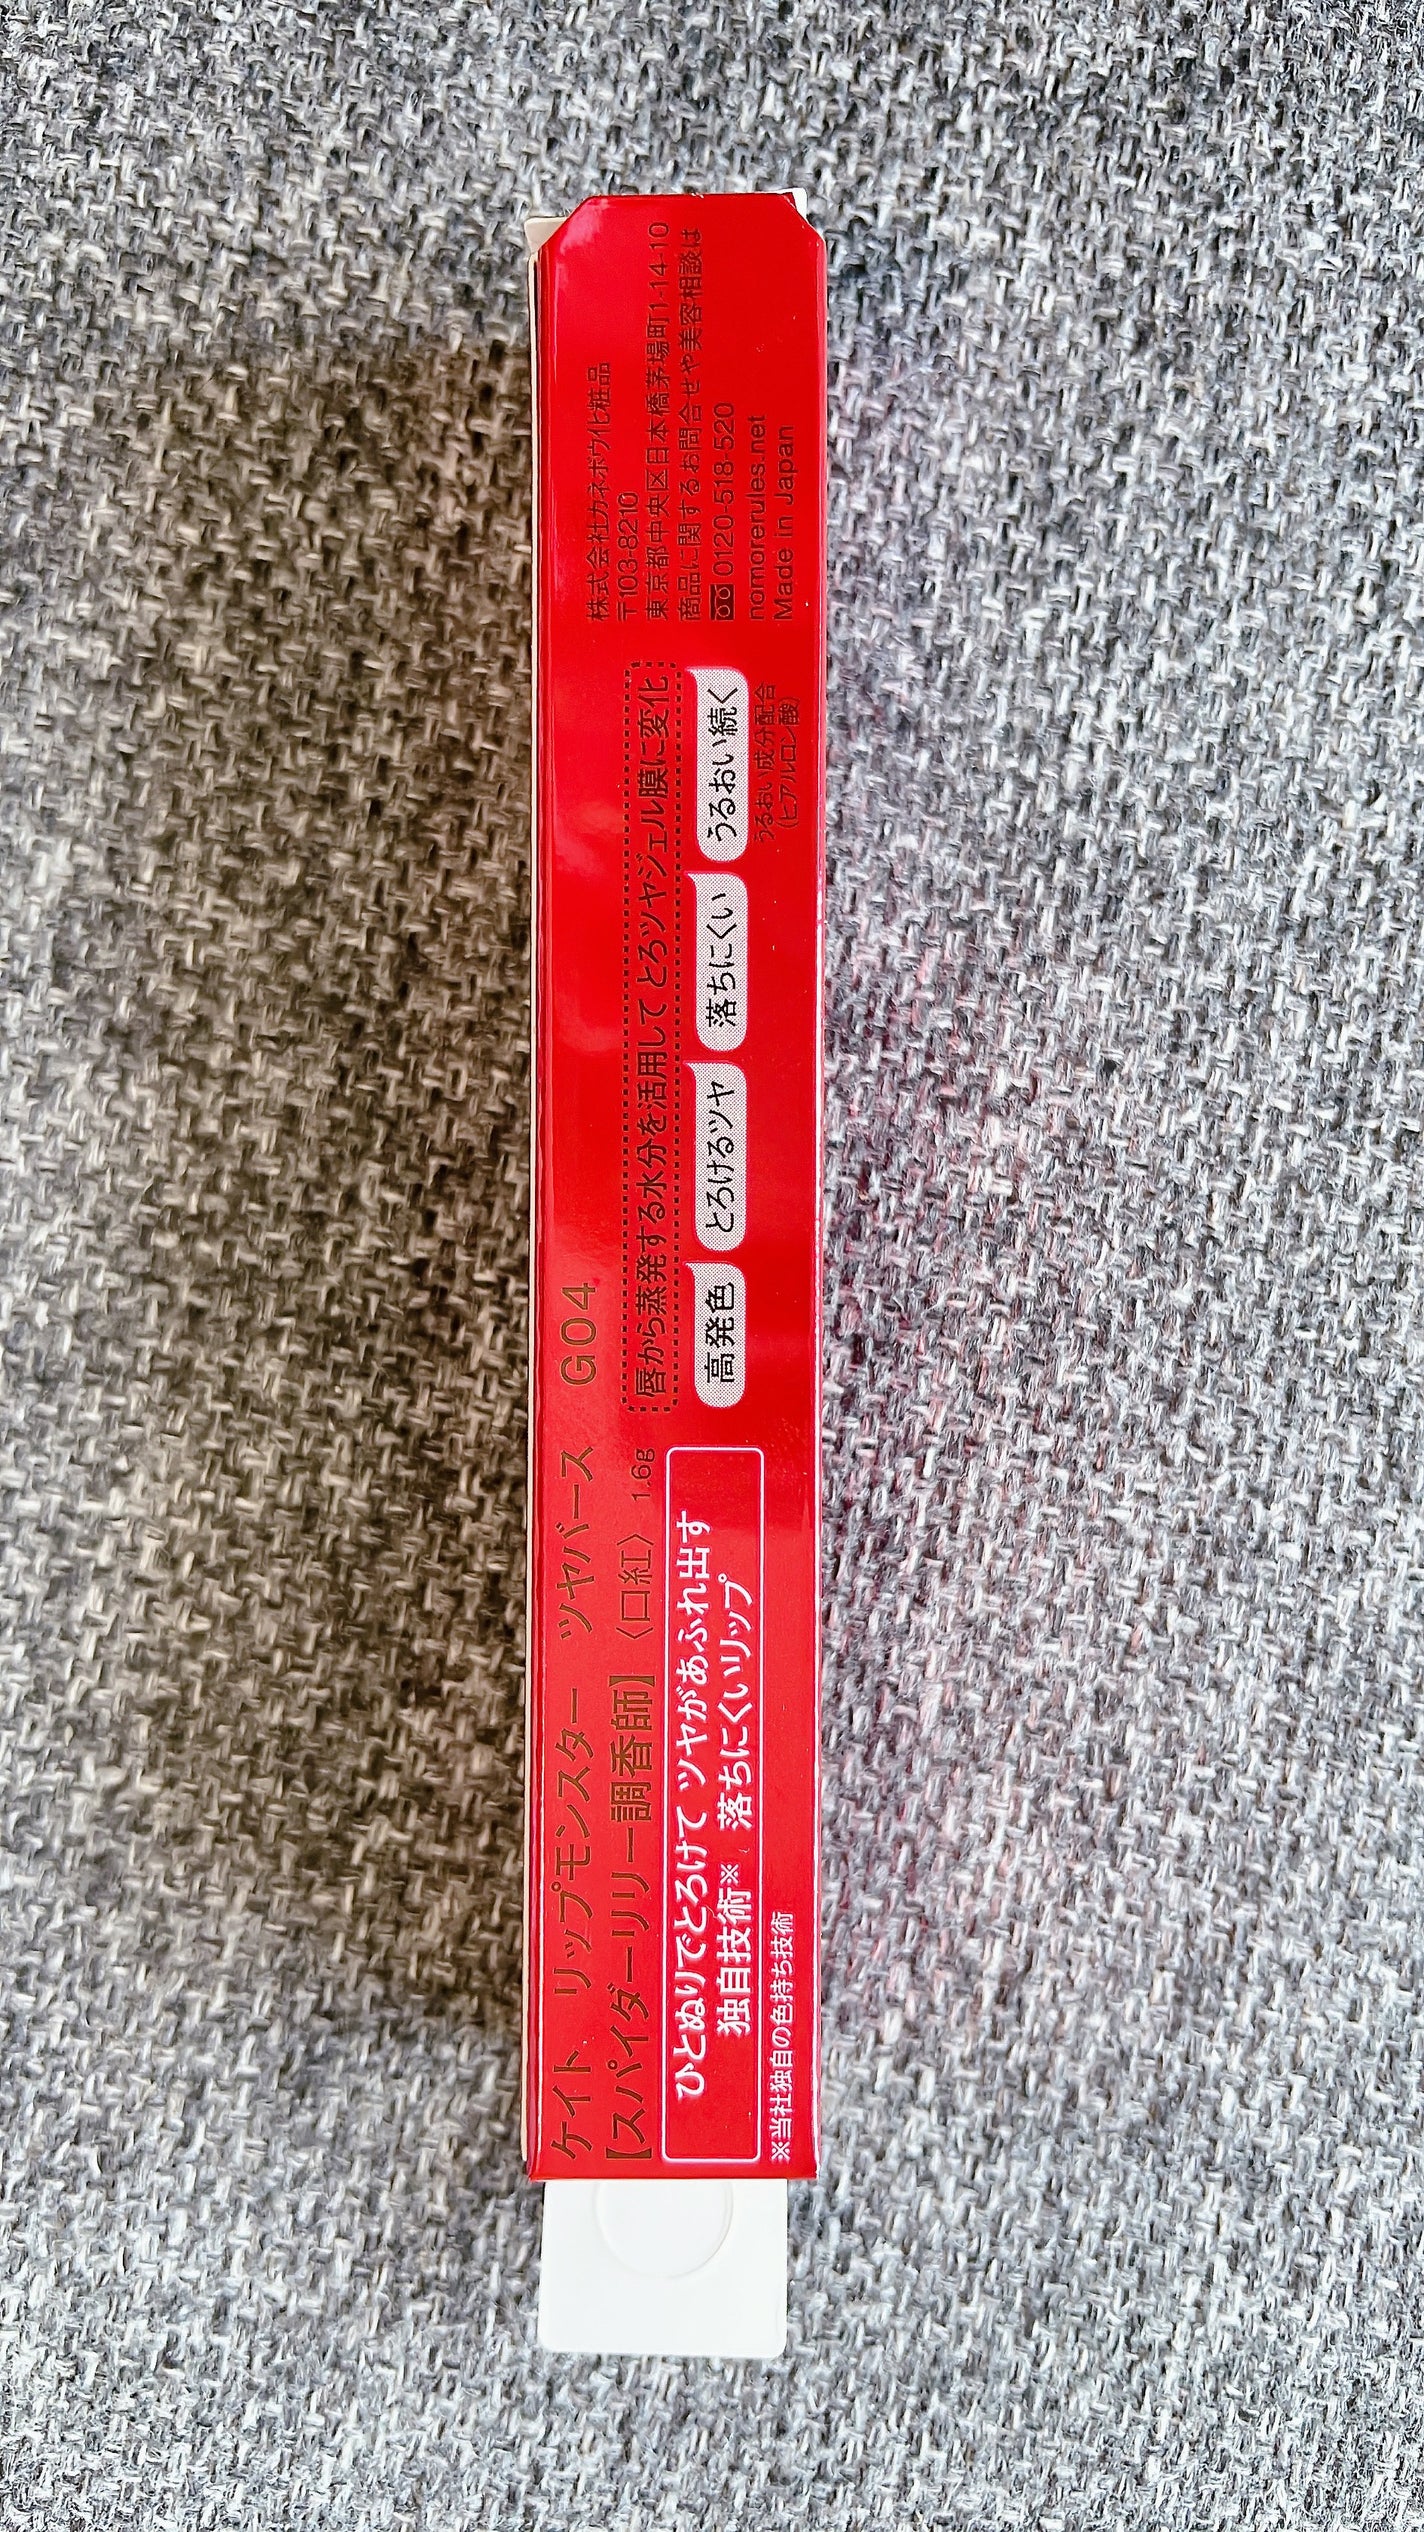 ケイト リップモンスター ツヤバース G04
【スパイダーリリー調香師】〈口紅〉 1.6g
ひとぬりでとろけて ツヤがあふれ出す
独自技術※ 落ちにくいリップ
※当社独自の色持ち技術
唇から蒸発する水分を活用して とろツヤジェル膜に変化
高発色 とろけるツヤ 落ちにくい うるおい続く
うるおい成分配合
(ヒアルロン酸)
株式会社カネボウ化粧品
〒103-8210
東京都中央区日本橋茅場町1-14-10
商品に関するお問合せや美容相談は
0120-518-520
nomorerules.net
Made in Japan